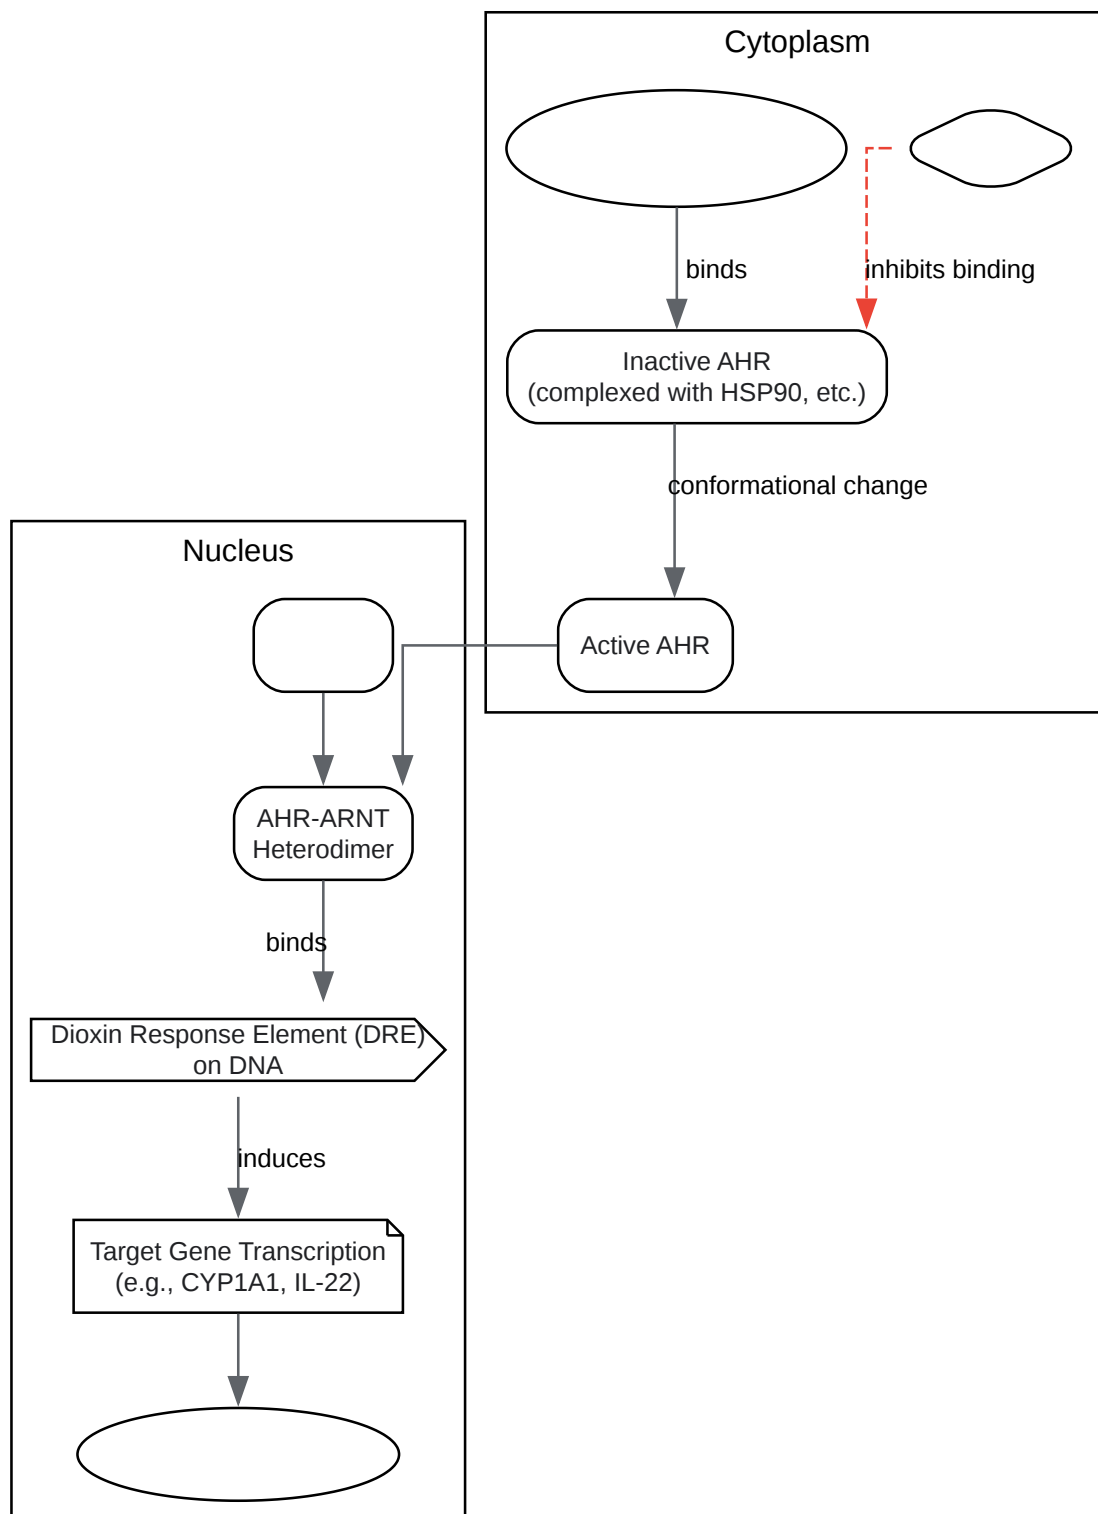 Cytoplasm
binds
inhibits binding
Inactive AHR
(complexed with HSP90, etc.)
conformational change
Nucleus
Active AHR
AHR-ARNT
Heterodimer
binds
Dioxin Response Element (DRE)
on DNA
induces
Target Gene Transcription
(e.g., CYP1A1, IL-22)